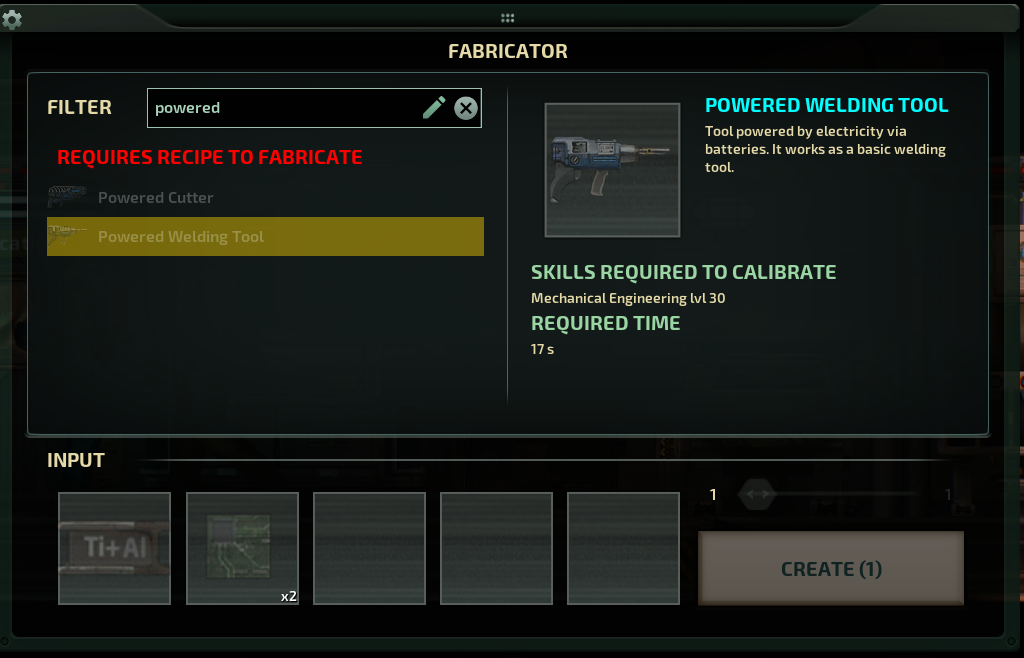 FABRICATOR
FILTER
powered
REQUIRES RECIPE TO FABRICATE
Powered Cutter
Powered Welding Tool
POWERED WELDING TOOL
Tool powered by electricity via
batteries. It works as a basic welding
tool.
SKILLS REQUIRED TO CALIBRATE
Mechanical Engineering lvl 30
REQUIRED TIME
17 s
INPUT
Ti+Al
x2
1
1
CREATE (1)